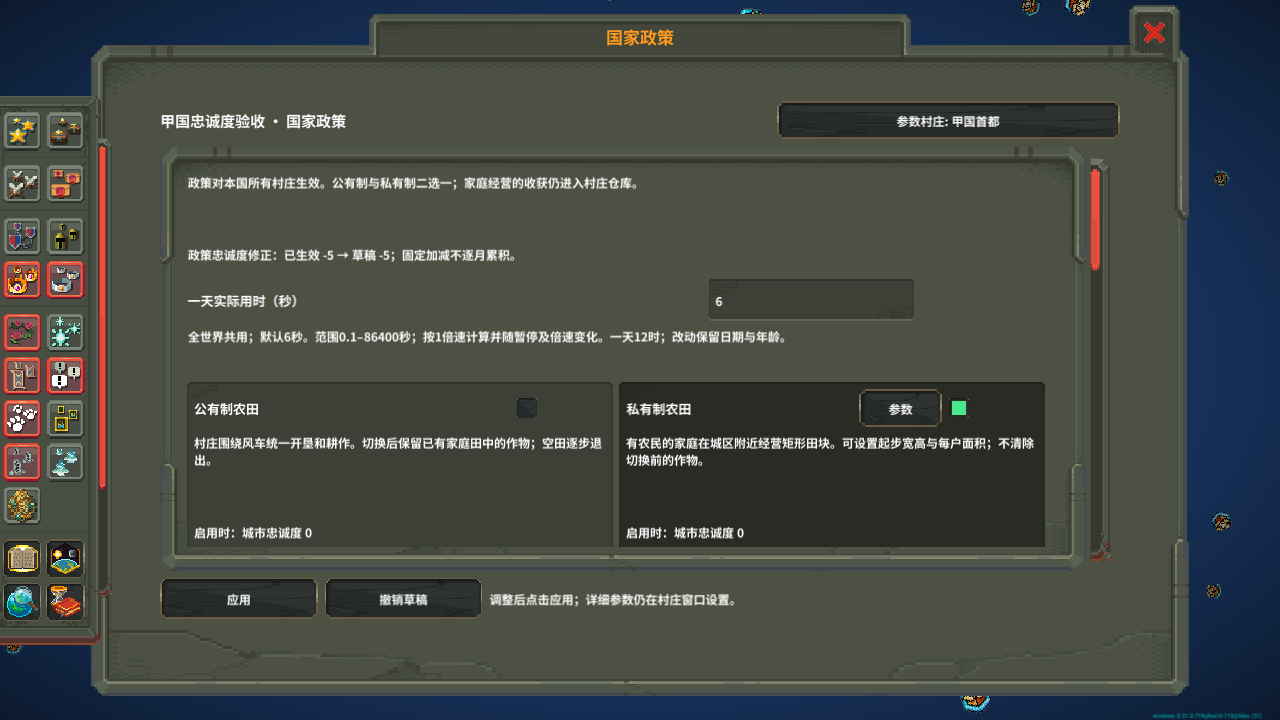 国家政策
甲国忠诚度验收 · 国家政策
参数村庄: 甲国首都
政策对本国所有村庄生效。公有制与私有制二选一；家庭经营的收获仍进入村庄仓库。
政策忠诚度修正：已生效 -5 → 草稿 -5；固定加减不逐月累积。
一天实际用时（秒）
6
全世界共用；默认6秒。范围0.1–86400秒；按1倍速计算并随暂停及倍速变化。一天12时；改动保留日期与年龄。
公有制农田
村庄围绕风车统一开垦和耕作。切换后保留已有家庭田中的作物；空田逐步退
出。
启用时：城市忠诚度 0
私有制农田
参数
有农民的家庭在城区附近经营矩形田块。可设置起步宽高与每户面积；不清除
切换前的作物。
启用时：城市忠诚度 0
应用
撤销草稿
调整后点击应用；详细参数仍在村庄窗口设置。